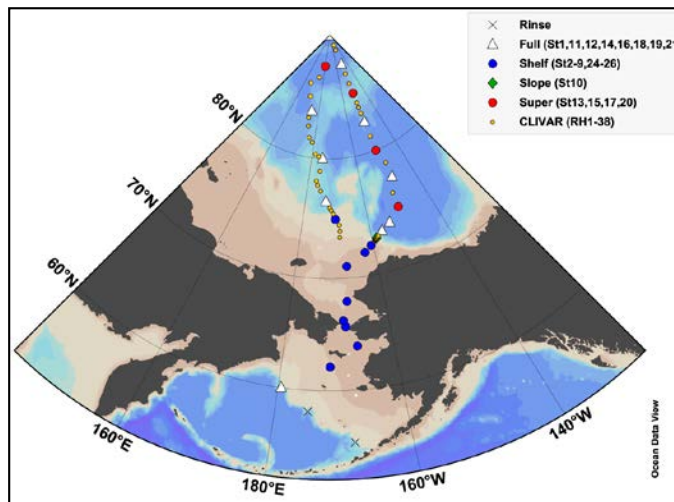 Rinse
Full (St1,11,12,14,16,18,19,21
Shelf (St2-9,24-26)
Slope (St10)
Super (St13,15,17,20)
CLIVAR (RH1-38)
80°N
70°N
60°N
160°E
180°W
160°W
140°W
Ocean Data View